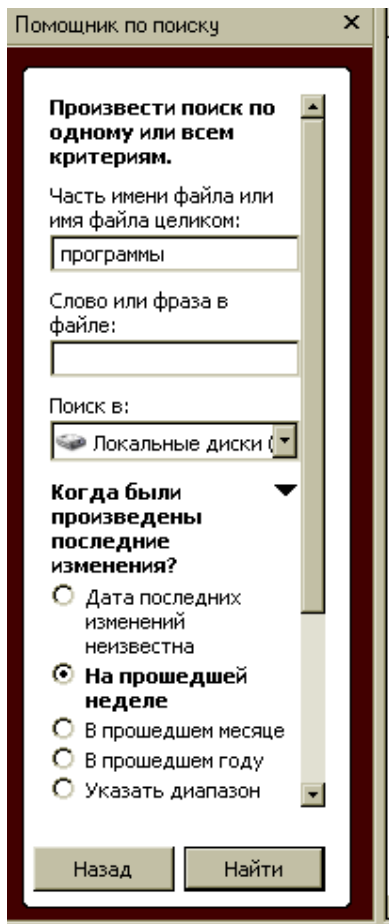 Помощник по поиску
Произвести поиск по
одному или всем
критериям.
Часть имени файла или
имя файла целиком:
программы
Слово или фраза в
файле:
Поиск в:
Локальные диски (
Когда были
произведены
последние
изменения?
Дата последних
изменений
неизвестна
На прошедшей
неделе
В прошедшем месяце
В прошедшем году
Указать диапазон
Назад
Найти